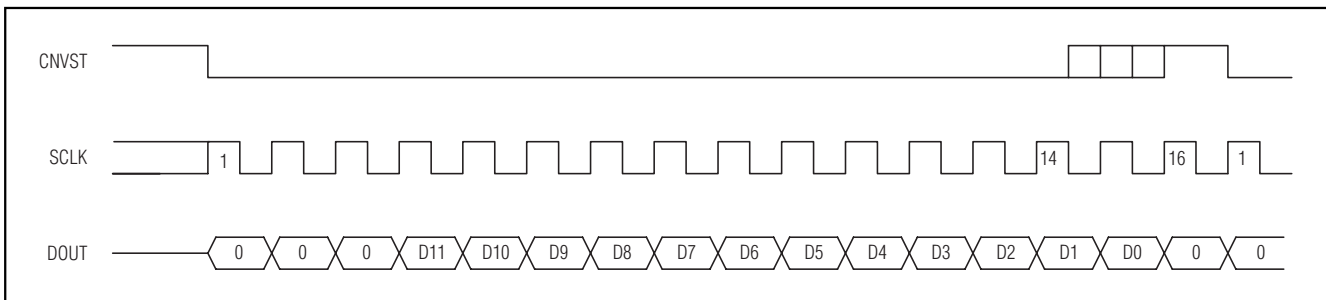 CNVST
SCLK 1 14 16 1
DOUT 0 0 0 D11 D10 D9 D8 D7 D6 D5 D4 D3 D2 D1 D0 0 0